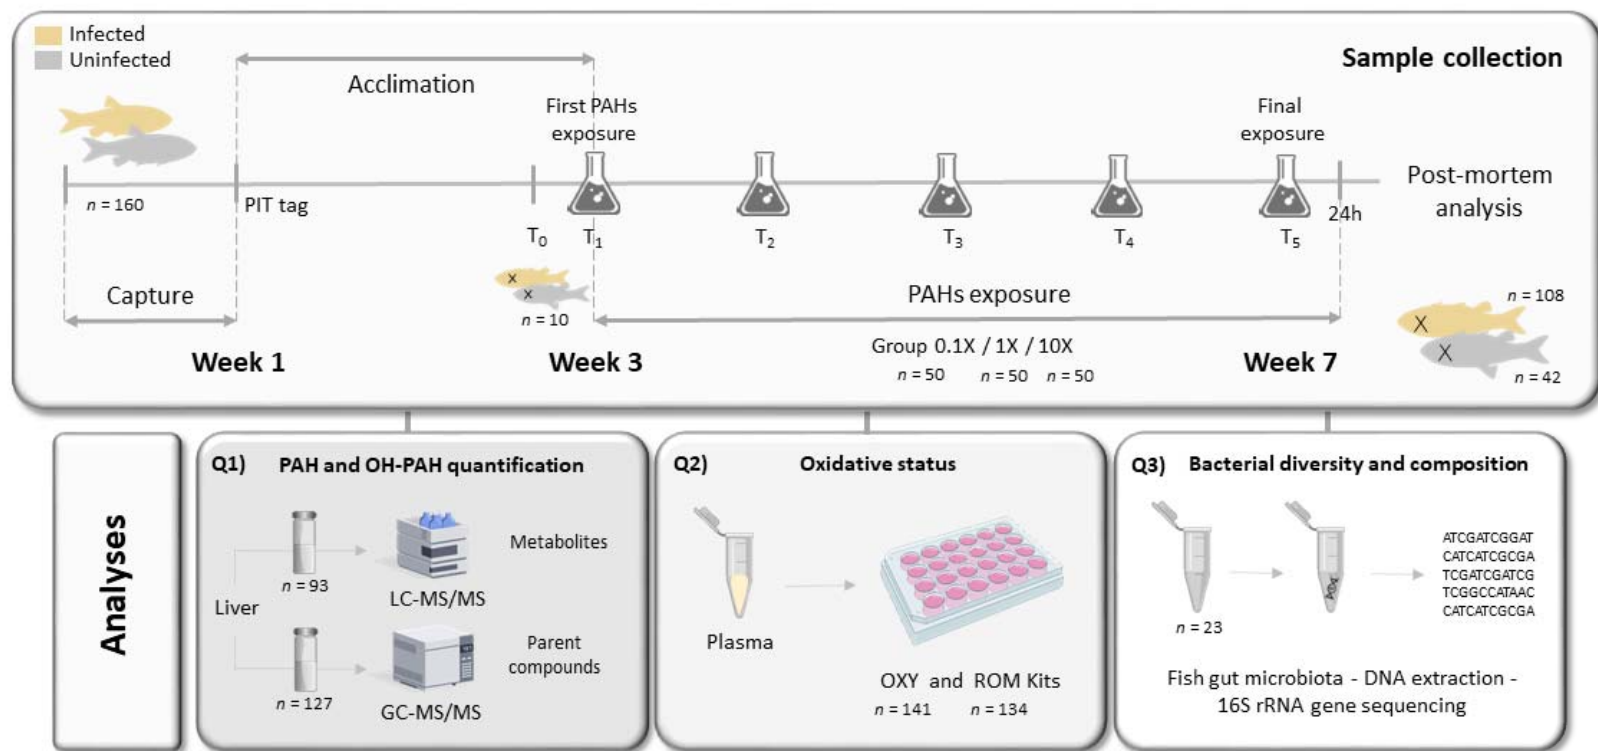 Infected
Uninfected
Sample collection
Acclimation
First PAHs
exposure
Final
exposure
n = 160
PIT tag
T0
T1
T2
T3
T4
T5
24h
Post-mortem
analysis
Capture
n = 10
PAHs exposure
n = 108
Week 1
Week 3
Group 0.1X / 1X / 10X
Week 7
n = 50 n = 50 n = 50
n = 42
Analyses
Q1) PAH and OH-PAH quantification
Metabolites
n = 93
LC-MS/MS
Liver
Parent
compounds
n = 127
GC-MS/MS
Q2) Oxidative status
Plasma
OXY and ROM Kits
n = 141 n = 134
Q3) Bacterial diversity and composition
ATCGATCGGAT
CATCATCGCGA
TCGATCGATCG
TCGGCCATAAC
CATCATCGCGA
n = 23
Fish gut microbiota - DNA extraction -
16S rRNA gene sequencing